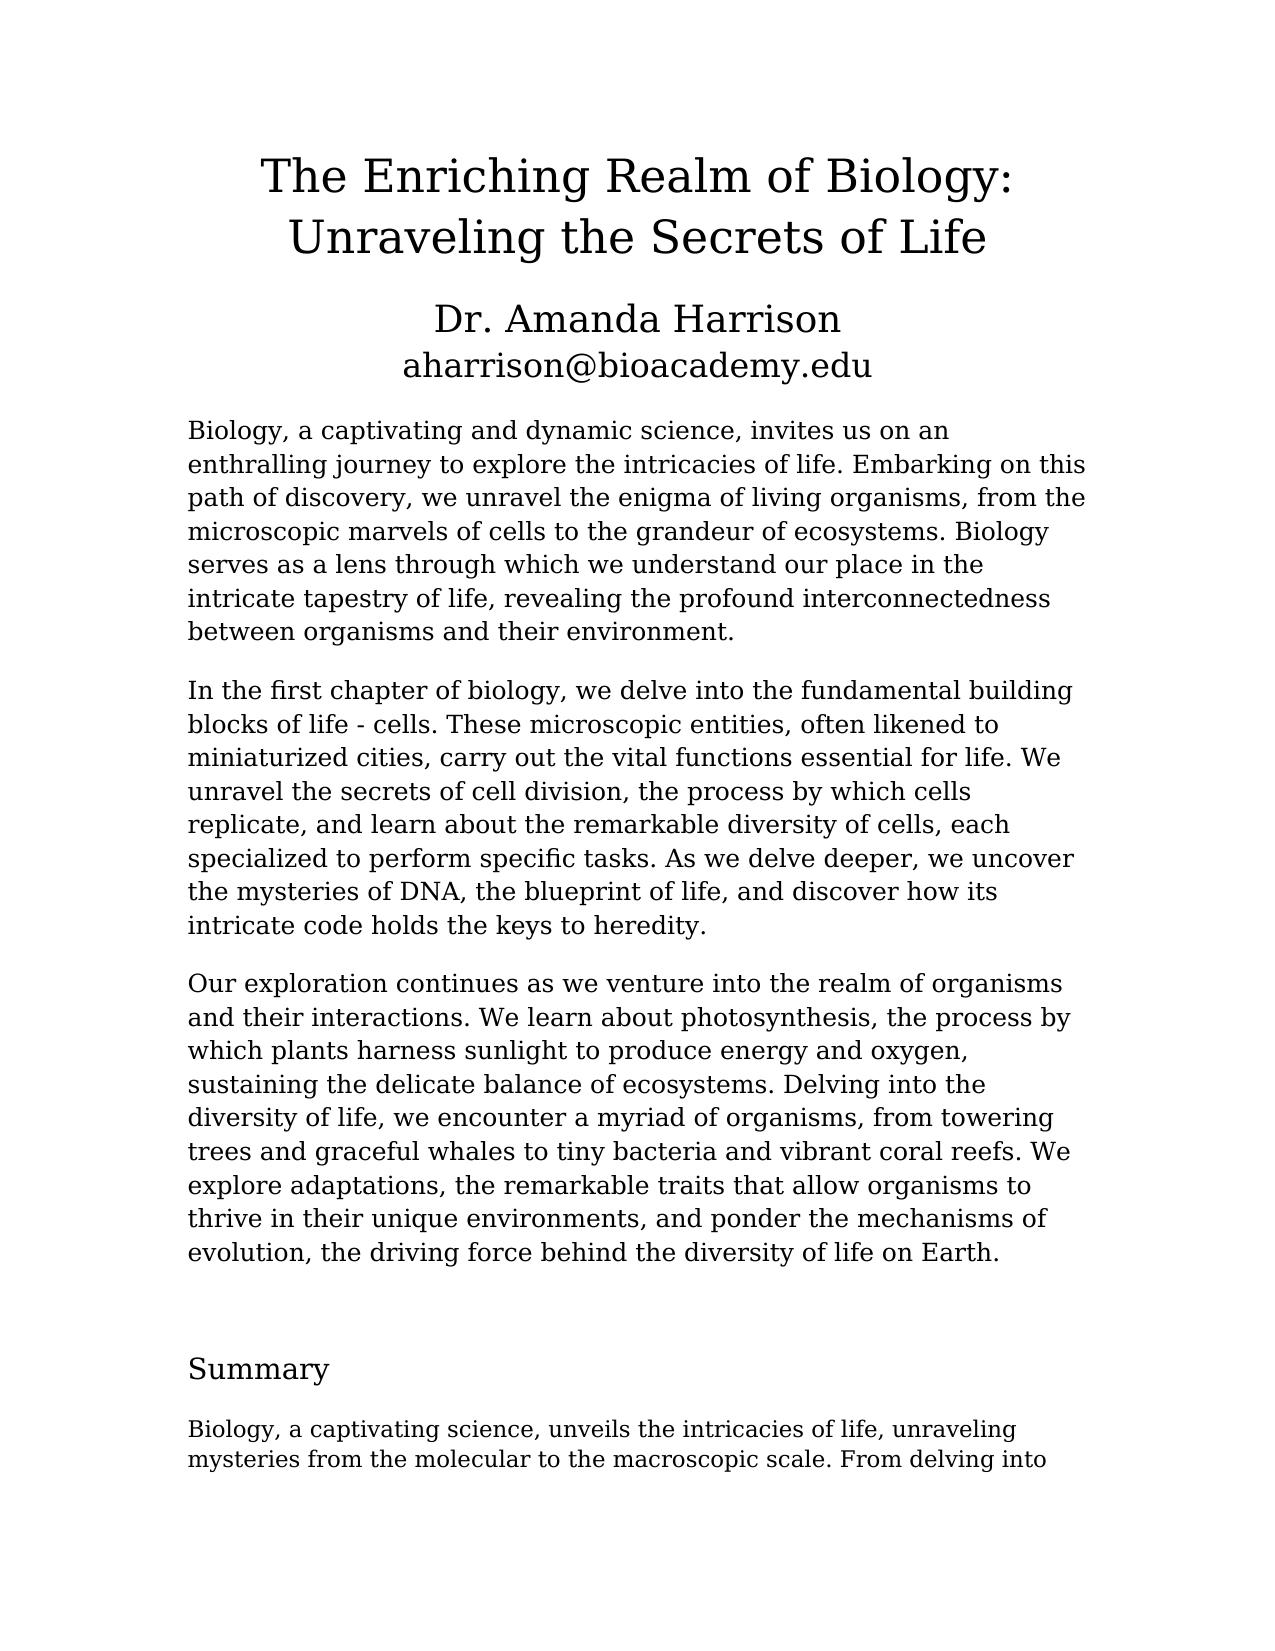 The Enriching Realm of Biology:
Unraveling the Secrets of Life
Dr. Amanda Harrison
aharrison@bioacademy.edu
Biology, a captivating and dynamic science, invites us on an
enthralling journey to explore the intricacies of life. Embarking on this
path of discovery, we unravel the enigma of living organisms, from the
microscopic marvels of cells to the grandeur of ecosystems. Biology
serves as a lens through which we understand our place in the
intricate tapestry of life, revealing the profound interconnectedness
between organisms and their environment.
In the first chapter of biology, we delve into the fundamental building
blocks of life - cells. These microscopic entities, often likened to
miniaturized cities, carry out the vital functions essential for life. We
unravel the secrets of cell division, the process by which cells
replicate, and learn about the remarkable diversity of cells, each
specialized to perform specific tasks. As we delve deeper, we uncover
the mysteries of DNA, the blueprint of life, and discover how its
intricate code holds the keys to heredity.
Our exploration continues as we venture into the realm of organisms
and their interactions. We learn about photosynthesis, the process by
which plants harness sunlight to produce energy and oxygen,
sustaining the delicate balance of ecosystems. Delving into the
diversity of life, we encounter a myriad of organisms, from towering
trees and graceful whales to tiny bacteria and vibrant coral reefs. We
explore adaptations, the remarkable traits that allow organisms to
thrive in their unique environments, and ponder the mechanisms of
evolution, the driving force behind the diversity of life on Earth.
Summary
Biology, a captivating science, unveils the intricacies of life, unraveling
mysteries from the molecular to the macroscopic scale. From delving into